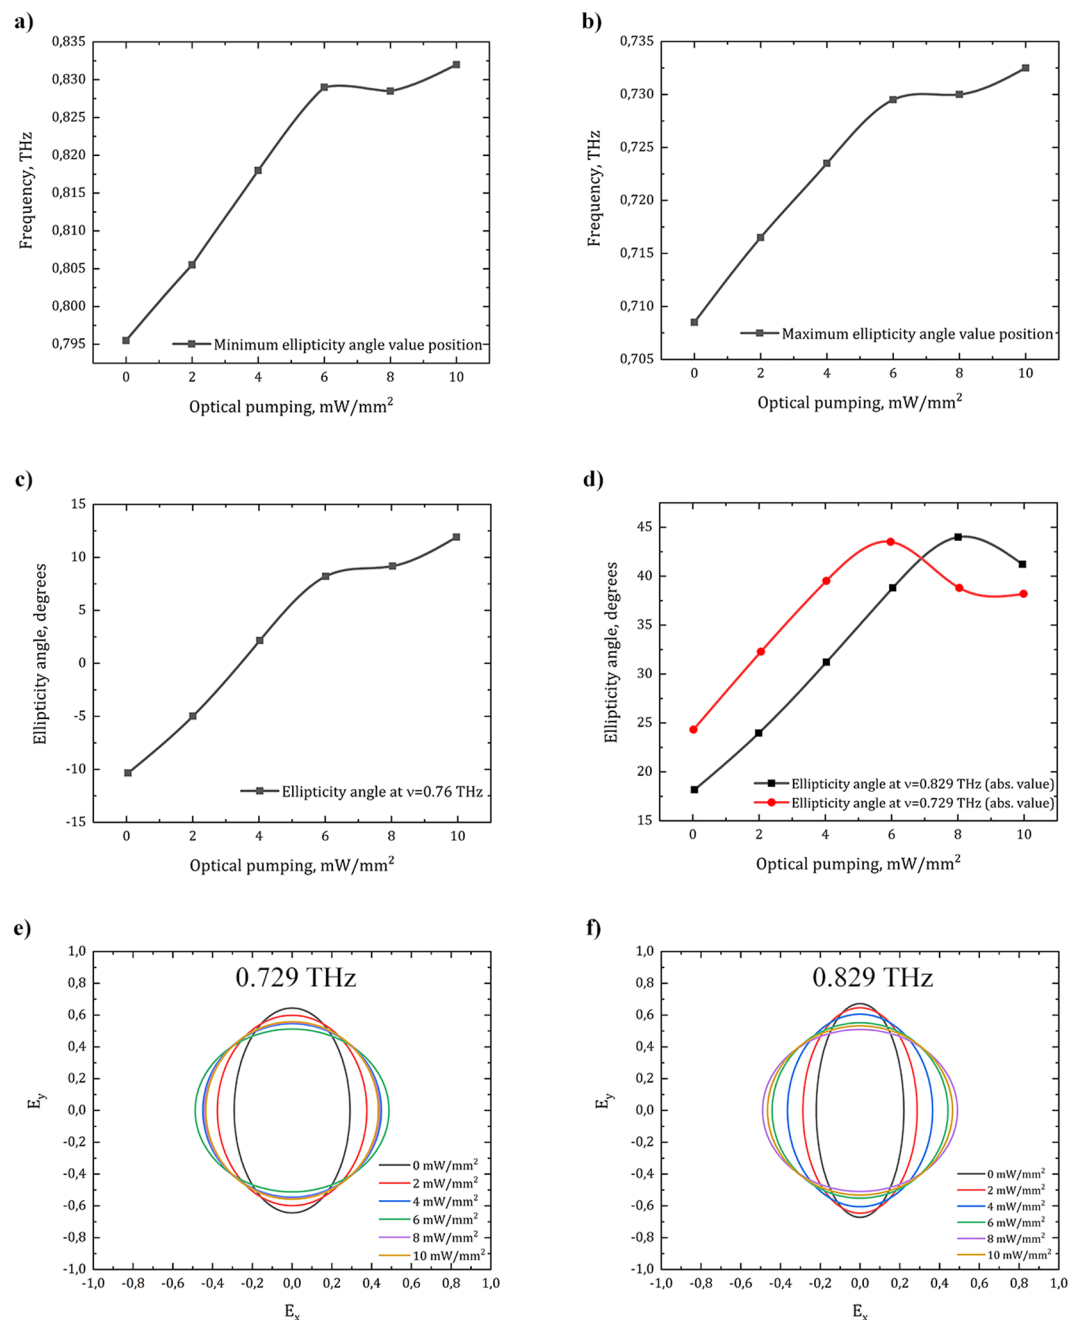 a)
0,835
0,830
0,825
0,820
0,815
0,810
0,805
0,800
0,795
Frequency, THz
Minimum ellipticity angle value position
0 2 4 6 8 10
Optical pumping, mW/mm²
b)
0,735
0,730
0,725
0,720
0,715
0,710
0,705
Frequency, THz
Maximum ellipticity angle value position
0 2 4 6 8 10
Optical pumping, mW/mm²
c)
15
10
5
0
-5
-10
-15
Ellipticity angle, degrees
Ellipticity angle at ν=0.76 THz
0 2 4 6 8 10
Optical pumping, mW/mm²
d)
45
40
35
30
25
20
15
Ellipticity angle, degrees
Ellipticity angle at ν=0.829 THz (abs. value)
Ellipticity angle at ν=0.729 THz (abs. value)
0 2 4 6 8 10
Optical pumping, mW/mm²
e)
1,0
0,8
0,6
0,4
0,2
0,0
-0,2
-0,4
-0,6
-0,8
-1,0
E_y
0.729 THz
0 mW/mm²
2 mW/mm²
4 mW/mm²
6 mW/mm²
8 mW/mm²
10 mW/mm²
-1,0 -0,8 -0,6 -0,4 -0,2 0,0 0,2 0,4 0,6 0,8 1,0
E_x
f)
1,0
0,8
0,6
0,4
0,2
0,0
-0,2
-0,4
-0,6
-0,8
-1,0
E_y
0.829 THz
0 mW/mm²
2 mW/mm²
4 mW/mm²
6 mW/mm²
8 mW/mm²
10 mW/mm²
-1,0 -0,8 -0,6 -0,4 -0,2 0,0 0,2 0,4 0,6 0,8 1,0
E_x